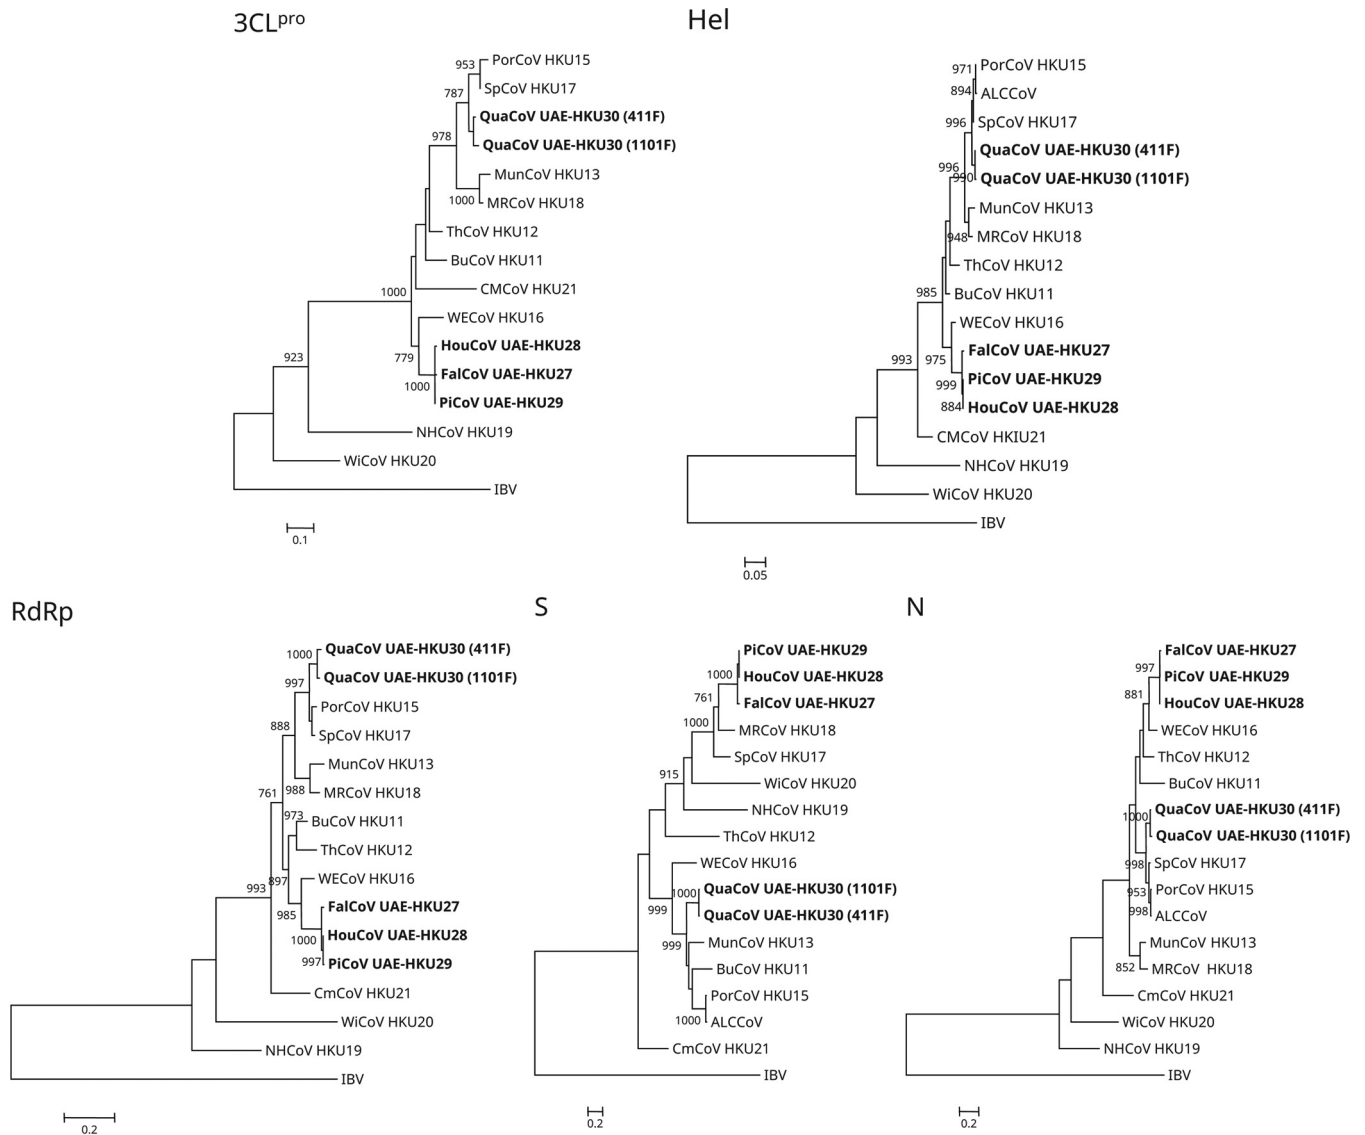 3CLpro
953
PorCoV HKU15
SpCoV HKU17
787
QuaCoV UAE-HKU30 (411F)
978
QuaCoV UAE-HKU30 (1101F)
MunCoV HKU13
1000
MRCoV HKU18
ThCoV HKU12
BuCoV HKU11
CMCoV HKU21
1000
WECoV HKU16
HouCoV UAE-HKU28
923
779
FalCoV UAE-HKU27
1000
PiCoV UAE-HKU29
NHCoV HKU19
WiCoV HKU20
IBV
0.1
Hel
971
PorCoV HKU15
894
ALCCoV
996
SpCoV HKU17
QuaCoV UAE-HKU30 (411F)
996
990
QuaCoV UAE-HKU30 (1101F)
MunCoV HKU13
948
MRCoV HKU18
ThCoV HKU12
985
BuCoV HKU11
WECoV HKU16
FalCoV UAE-HKU27
993
975
PiCoV UAE-HKU29
999
884
HouCoV UAE-HKU28
CMCoV HKIU21
NHCoV HKU19
WiCoV HKU20
IBV
0.05
RdRp
QuaCoV UAE-HKU30 (411F)
1000
QuaCoV UAE-HKU30 (1101F)
997
PorCoV HKU15
888
SpCoV HKU17
MunCoV HKU13
988
MRCoV HKU18
761
973
BuCoV HKU11
ThCoV HKU12
897
WECoV HKU16
993
FalCoV UAE-HKU27
985
HouCoV UAE-HKU28
1000
997
PiCoV UAE-HKU29
CmCoV HKU21
WiCoV HKU20
NHCoV HKU19
IBV
0.2
S
PiCoV UAE-HKU29
1000
HouCoV UAE-HKU28
761
FalCoV UAE-HKU27
1000
MRCoV HKU18
SpCoV HKU17
915
WiCoV HKU20
NHCoV HKU19
ThCoV HKU12
WECoV HKU16
1000
QuaCoV UAE-HKU30 (1101F)
999
QuaCoV UAE-HKU30 (411F)
999
MunCoV HKU13
BuCoV HKU11
PorCoV HKU15
1000
ALCCoV
CmCoV HKU21
IBV
0.2
N
FalCoV UAE-HKU27
997
PiCoV UAE-HKU29
881
HouCoV UAE-HKU28
WECoV HKU16
ThCoV HKU12
BuCoV HKU11
QuaCoV UAE-HKU30 (411F)
1000
QuaCoV UAE-HKU30 (1101F)
998
SpCoV HKU17
953
PorCoV HKU15
998
ALCCoV
MunCoV HKU13
852
MRCoV HKU18
CmCoV HKU21
WiCoV HKU20
NHCoV HKU19
IBV
0.2